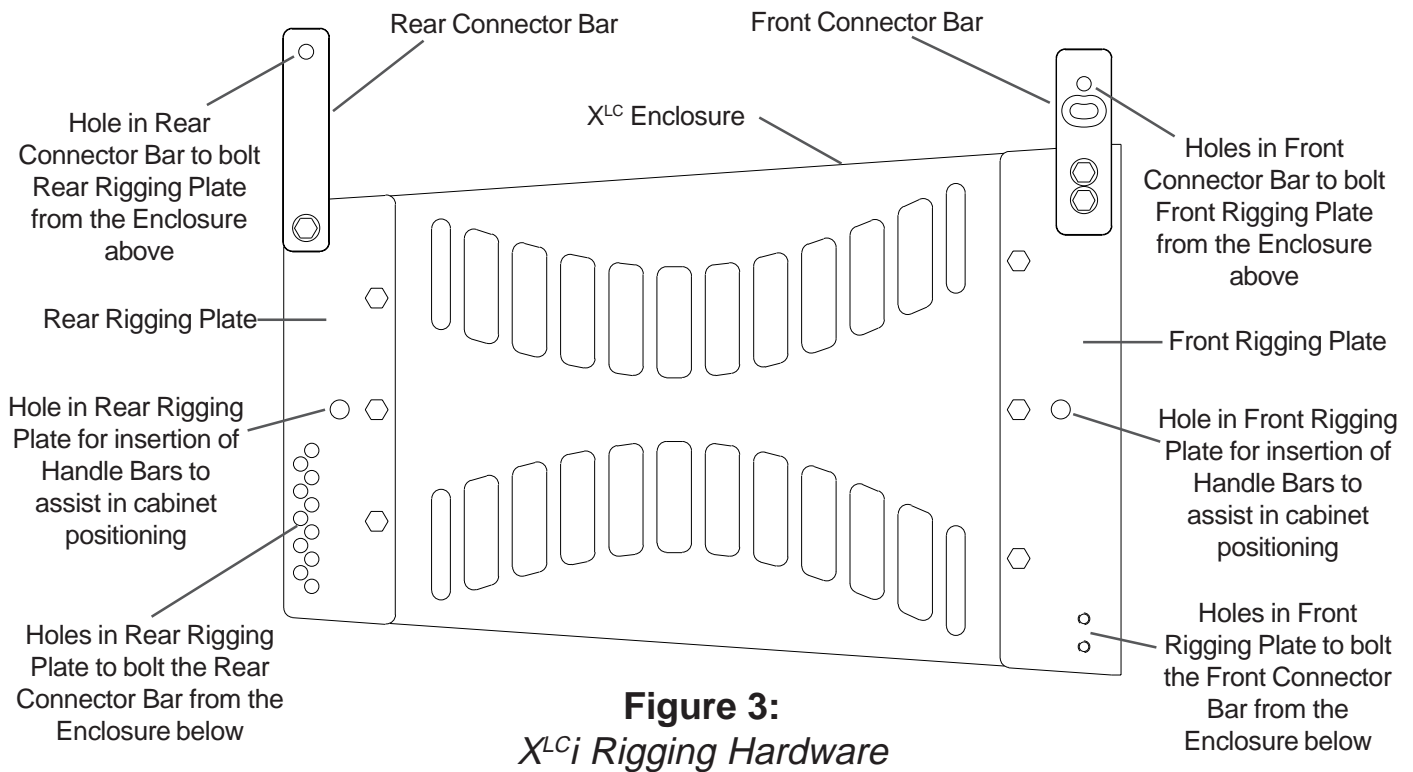 Rear Connector Bar
Front Connector Bar
Hole in Rear
Connector Bar to bolt
Rear Rigging Plate
from the Enclosure
above
XLC Enclosure
Holes in Front
Connector Bar to bolt
Front Rigging Plate
from the Enclosure
above
Rear Rigging Plate
Front Rigging Plate
Hole in Rear Rigging
Plate for insertion of
Handle Bars to
assist in cabinet
positioning
Hole in Front Rigging
Plate for insertion of
Handle Bars to
assist in cabinet
positioning
Holes in Rear Rigging
Plate to bolt the Rear
Connector Bar from the
Enclosure below
Holes in Front
Rigging Plate to bolt
the Front Connector
Bar from the
Enclosure below
Figure 3:
XLCi Rigging Hardware